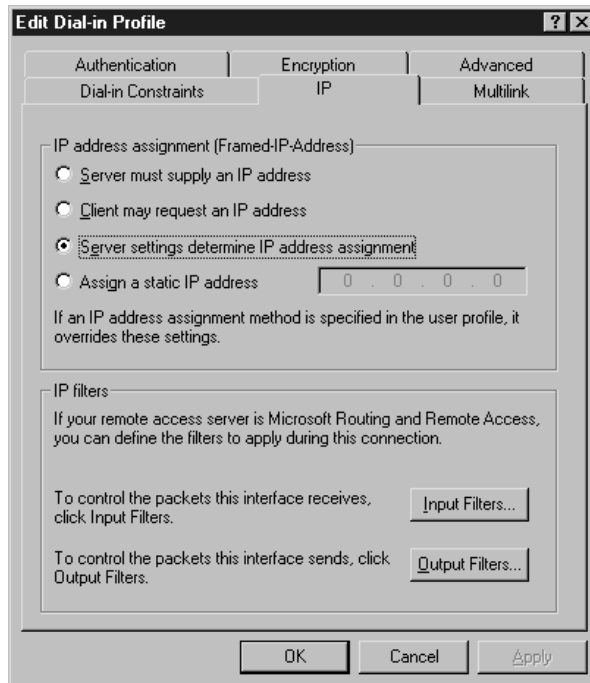 Edit Dial-in Profile
Authentication Encryption Advanced
Dial-in Constraints IP Multilink
IP address assignment (Framed-IP-Address)
Server must supply an IP address
Client may request an IP address
Server settings determine IP address assignment
Assign a static IP address 0 . 0 . 0 . 0
If an IP address assignment method is specified in the user profile, it
overrides these settings.
IP filters
If your remote access server is Microsoft Routing and Remote Access,
you can define the filters to apply during this connection.
To control the packets this interface receives,
click Input Filters.
Input Filters...
To control the packets this interface sends, click
Output Filters.
Output Filters...
OK Cancel Apply